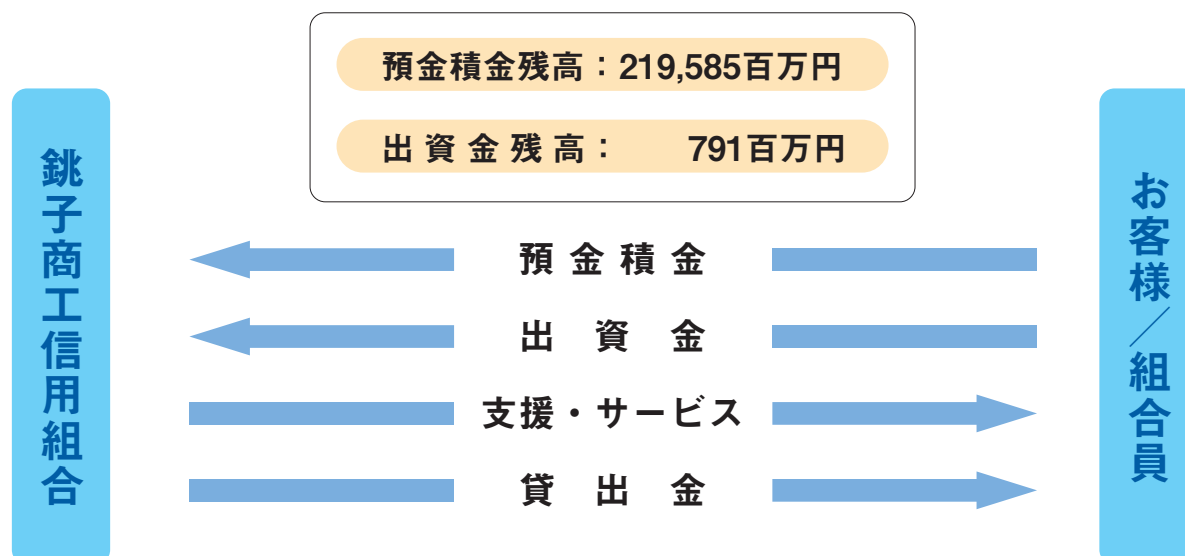 預金積金残高：219,585百万円
出資金残高： 791百万円
銚子商工信用組合
お客様／組合員
預金積金
出資金
支援・サービス
貸出金